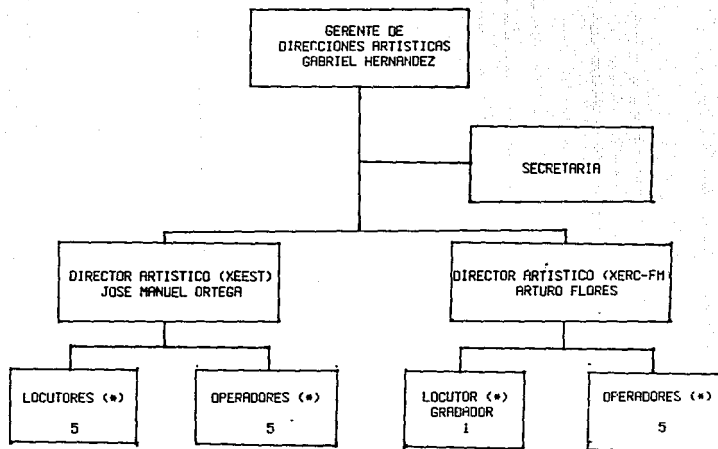 GERENTE DE
DIRECCIONES ARTISTICAS
GABRIEL HERNANDEZ
SECRETARIA
DIRECTOR ARTISTICO (XEEST)
JOSE MANUEL ORTEGA
DIRECTOR ARTISTICO (XERC-FM)
ARTURO FLORES
LOCUTORES (*)
5
OPERADORES (*)
5
LOCUTOR (*)
GRABADOR
1
OPERADORES (*)
5